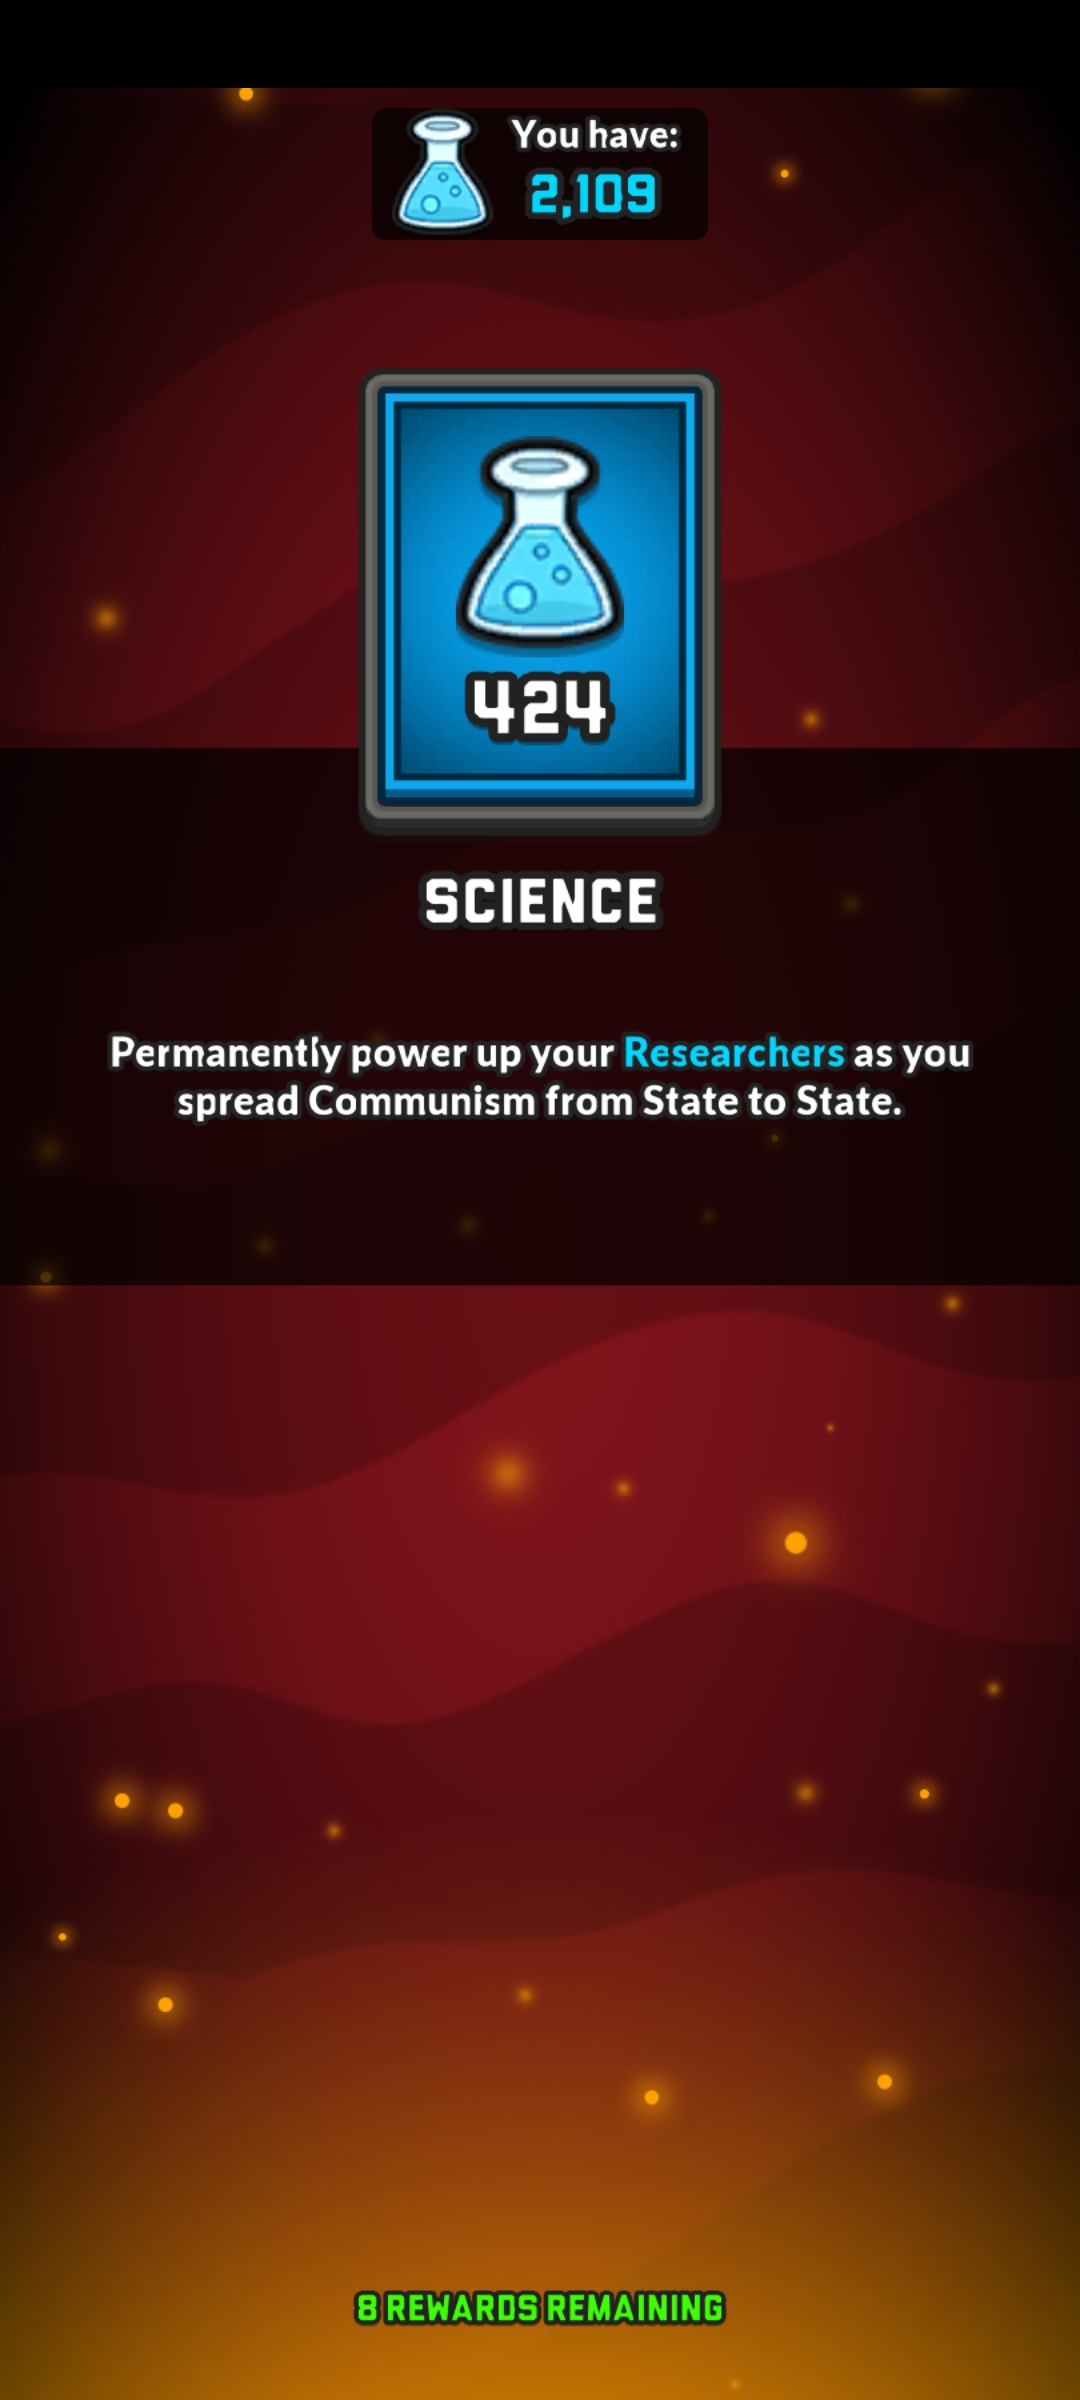 You have:
2,109
424
SCIENCE
Permanently power up your Researchers as you
spread Communism from State to State.
8 REWARDS REMAINING